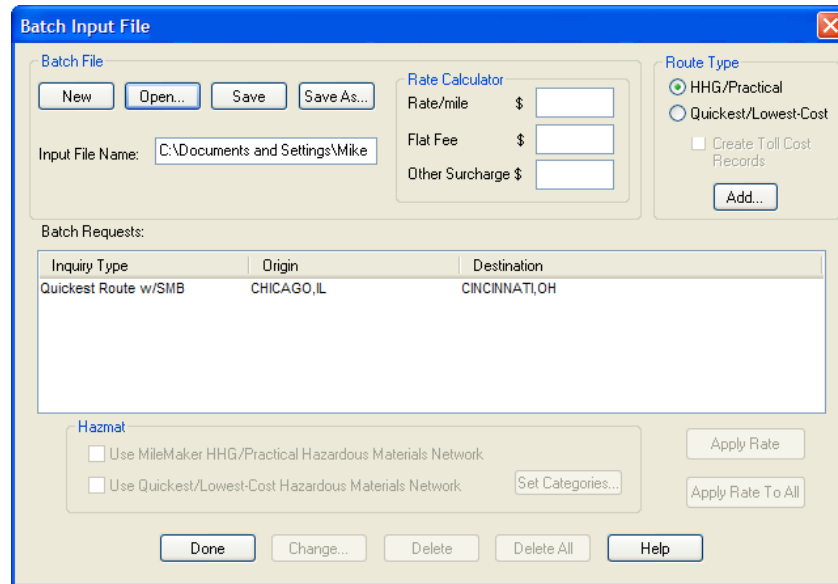 Batch Input File
Batch File
New Open... Save Save As...
Input File Name: C:\Documents and Settings\Mike
Rate Calculator
Rate/mile $
Flat Fee $
Other Surcharge $
Route Type
HHG/Practical
Quickest/Lowest-Cost
Create Toll Cost
Records
Add...
Batch Requests:
Inquiry Type Origin Destination
Quickest Route w/SMB CHICAGO,IL CINCINNATI,OH
Hazmat
Use MileMaker HHG/Practical Hazardous Materials Network
Use Quickest/Lowest-Cost Hazardous Materials Network Set Categories...
Apply Rate
Apply Rate To All
Done Change... Delete Delete All Help